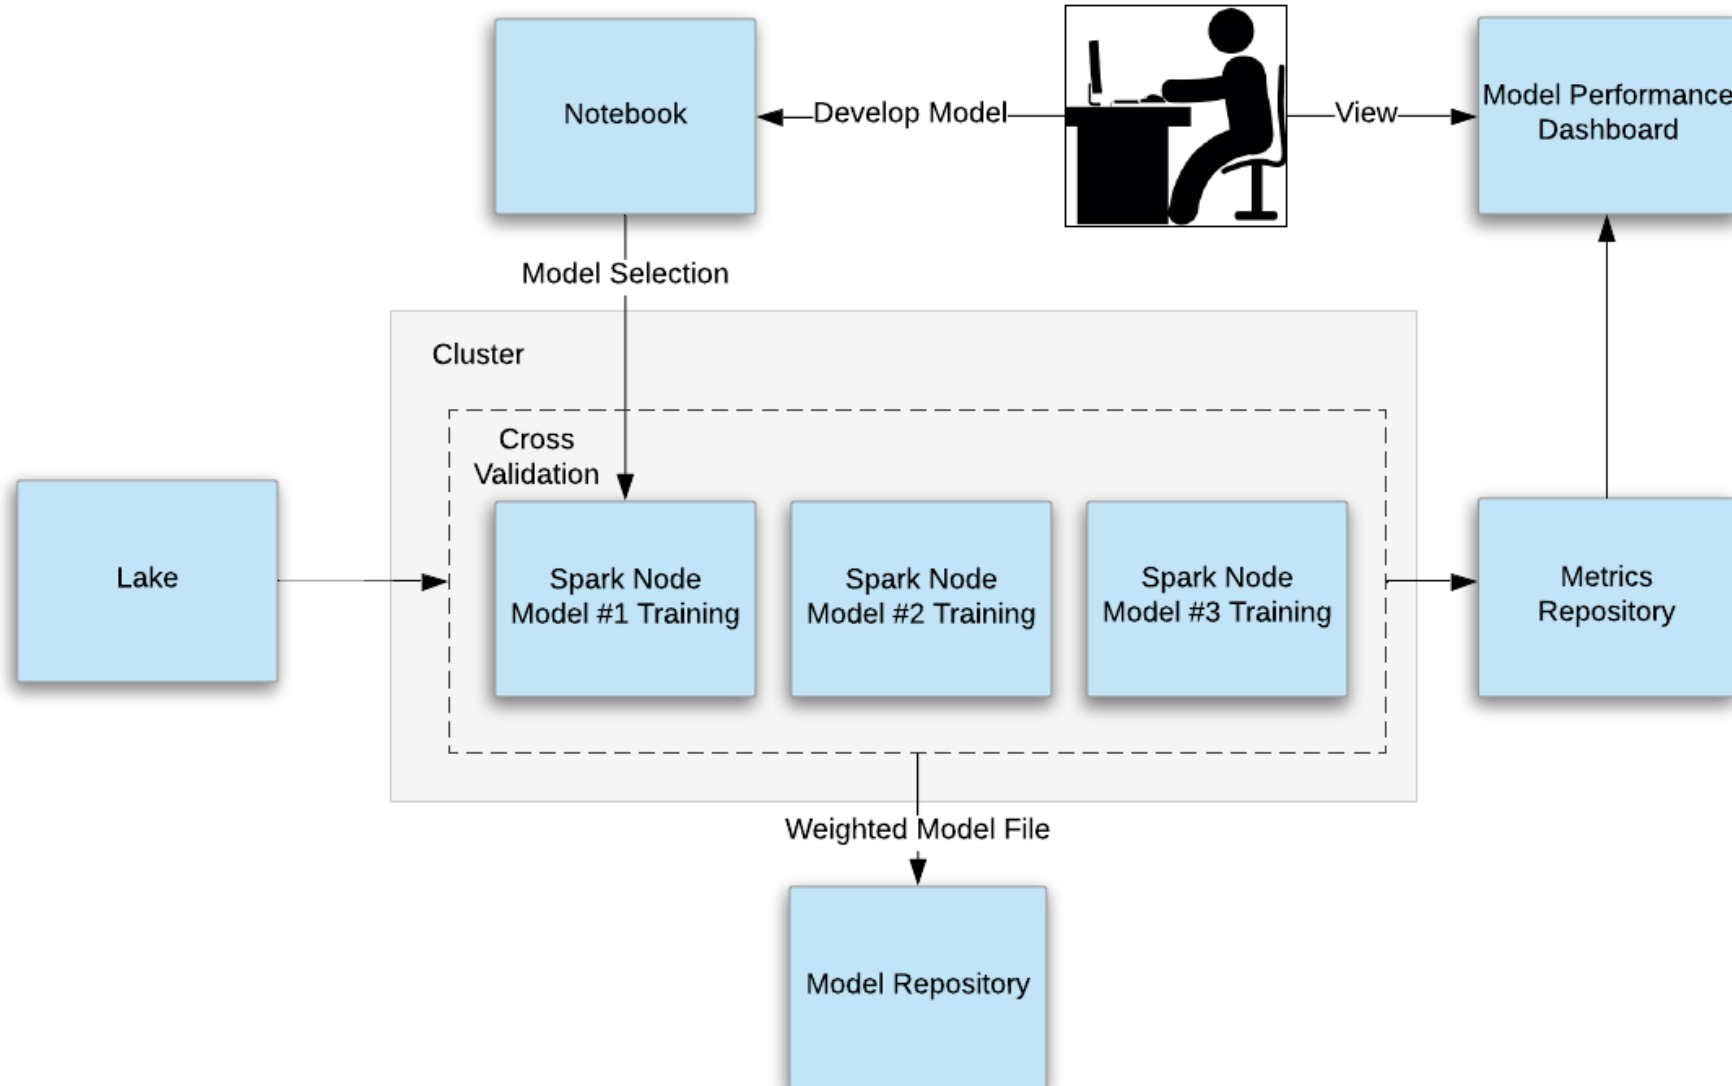 Notebook
Develop Model
View
Model Performance
Dashboard
Model Selection
Cluster
Cross
Validation
Lake
Spark Node
Model #1 Training
Spark Node
Model #2 Training
Spark Node
Model #3 Training
Metrics
Repository
Weighted Model File
Model Repository